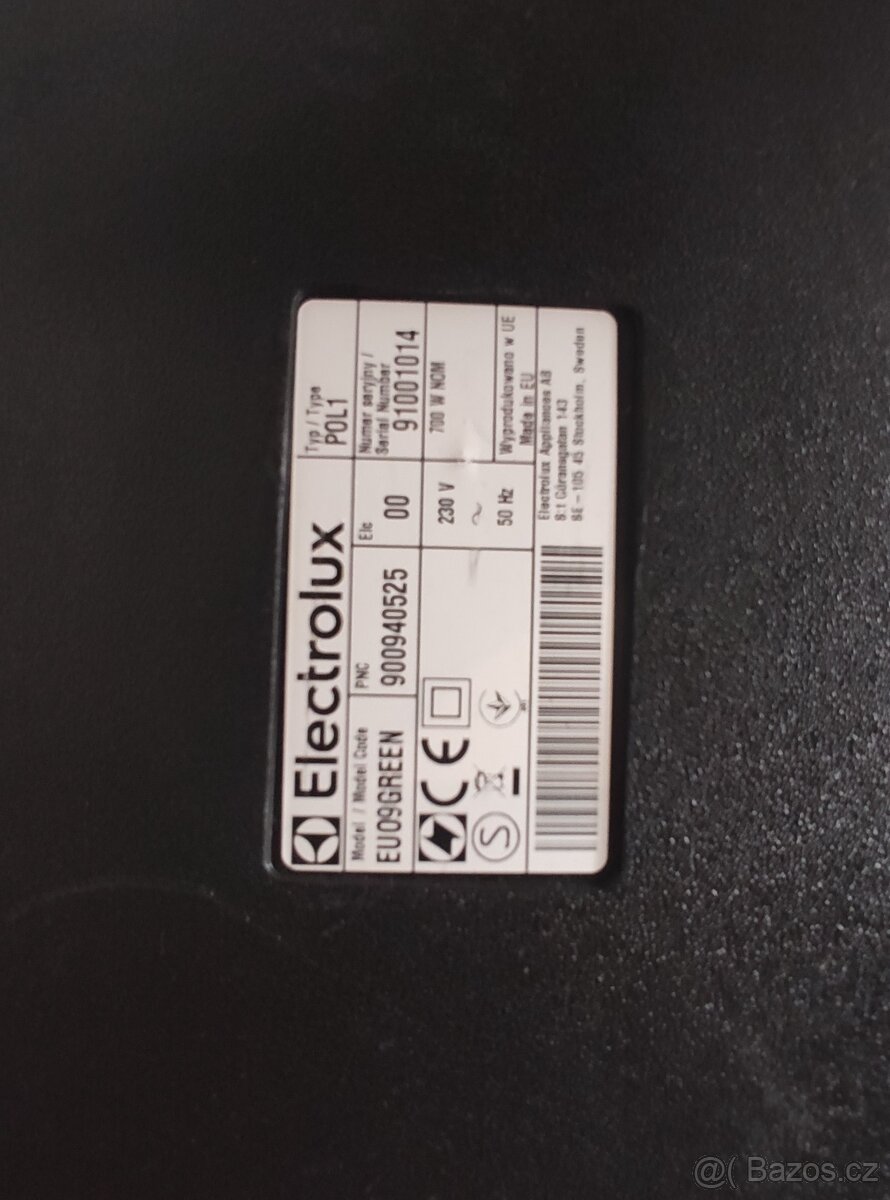 Electrolux
Typ / Type
POL1
Model / Model Code
EU09GREEN
PNC
900940525
Elc
00
Numer seryjny /
Serial Number
91001014
CE
S
230 V
~
50 Hz
700 W NOM
Wyprodukowano w UE
Made in EU
Electrolux Appliances AB
S:t Göransgatan 143
SE – 105 45 Stockholm, Sweden
@( Bazos.cz